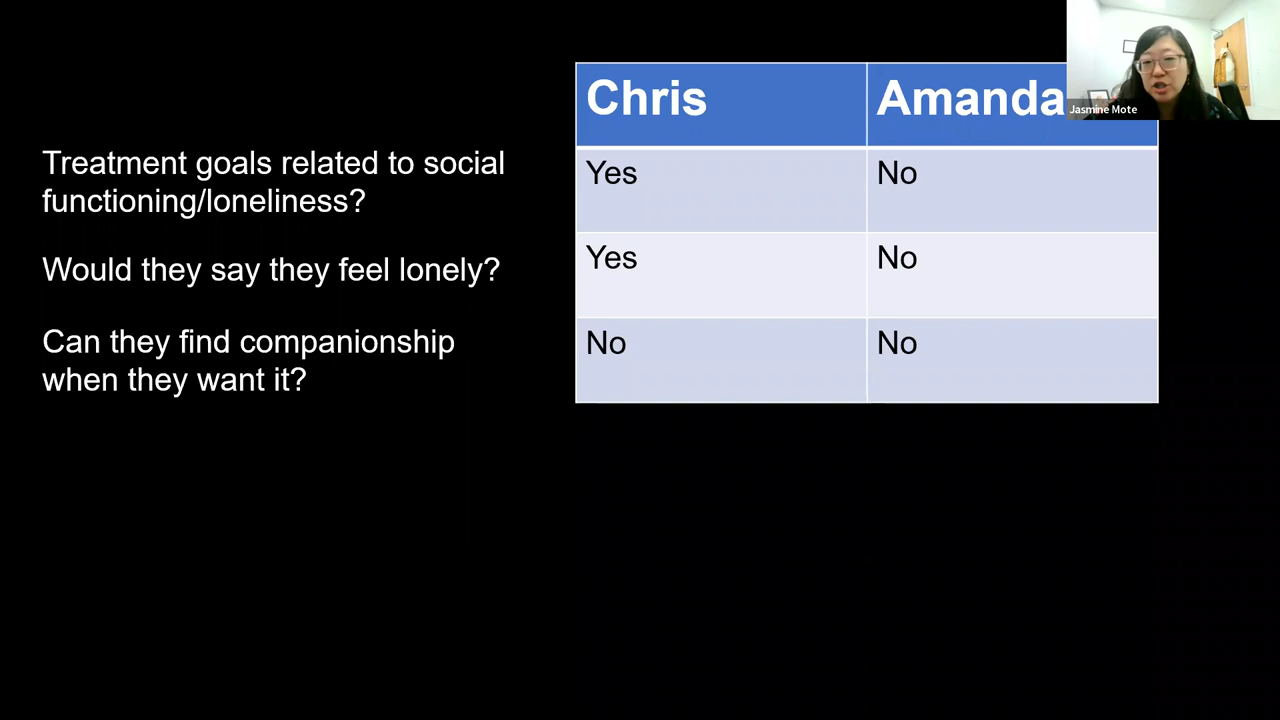 Chris Amanda
Jasmine Mote
Treatment goals related to social
functioning/loneliness?
Yes No
Would they say they feel lonely?
Yes No
Can they find companionship
when they want it?
No No